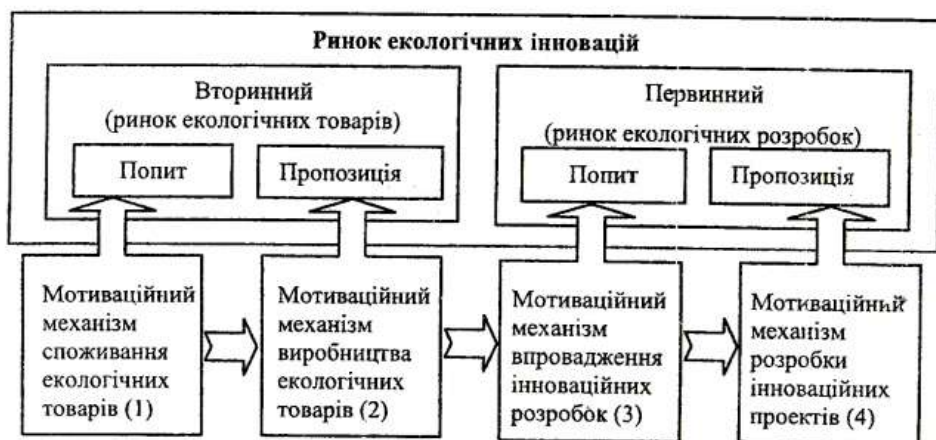 Ринок екологічних інновацій
Вторинний
(ринок екологічних товарів)
Попит
Пропозиція
Первинний
(ринок екологічних розробок)
Попит
Пропозиція
Мотиваційний
механізм
споживання
екологічних
товарів (1)
Мотиваційний
механізм
виробництва
екологічних
товарів (2)
Мотиваційний
механізм
впровадження
інноваційних
розробок (3)
Мотиваційний
механізм
розробки
інноваційних
проектів (4)